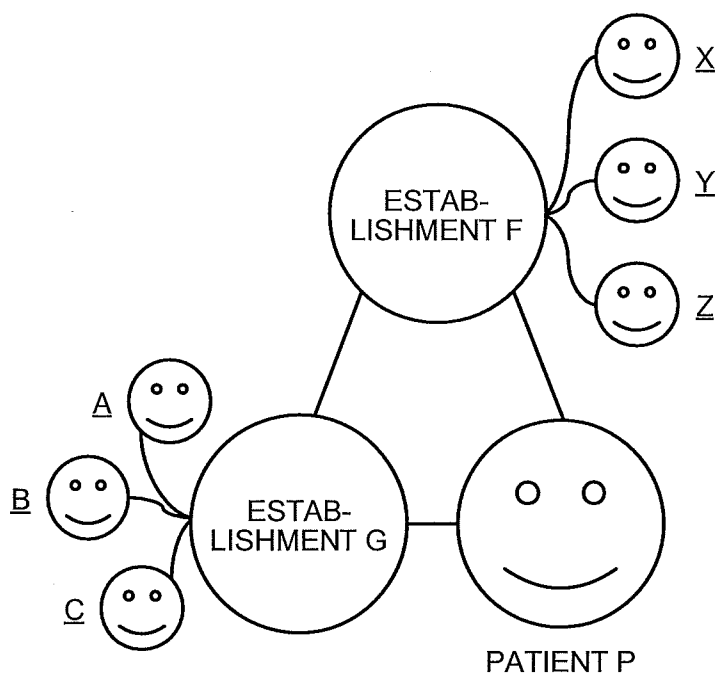 X
ESTAB-
LISHMENT F
Y
Z
A
B
ESTAB-
LISHMENT G
C
PATIENT P